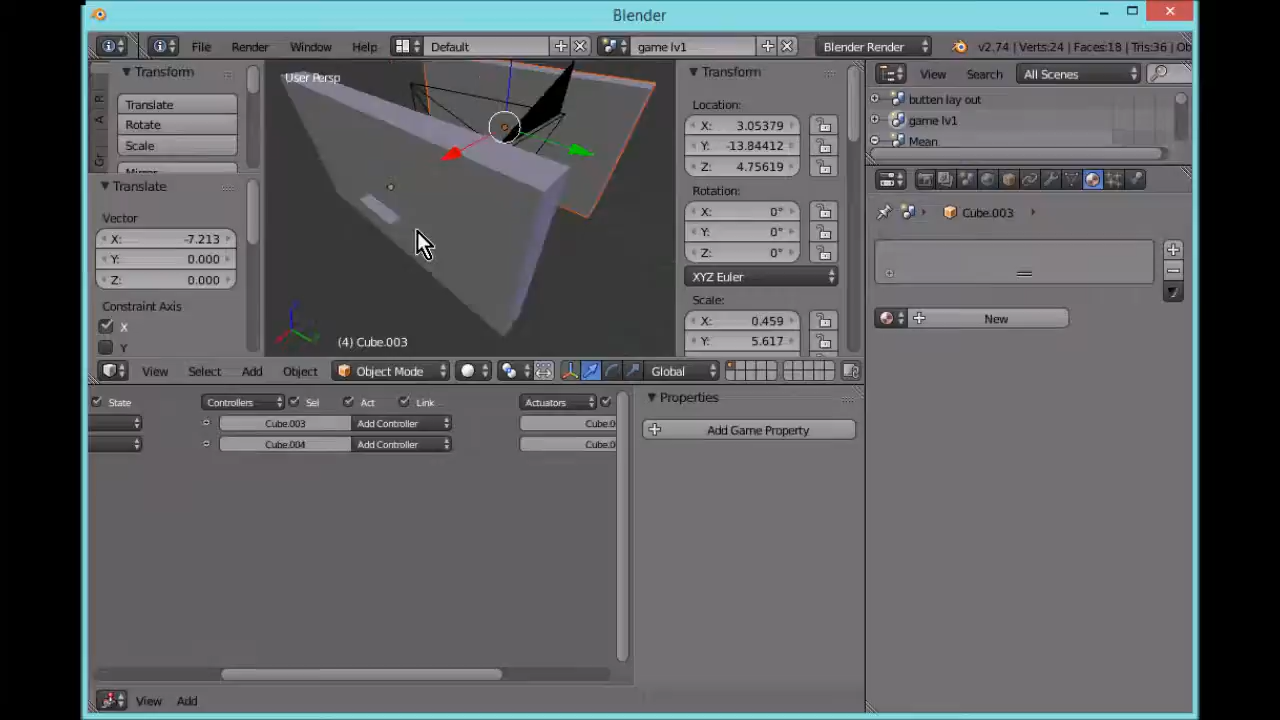 Blender
File Render Window Help Default game lv1 Blender Render v2.74 | Verts:24 | Faces:18 | Tris:36 | Ob
Transform
Translate
Rotate
Scale
Translate
Vector
X: -7.213
Y: 0.000
Z: 0.000
Constraint Axis
X
Y
R
A
Gr
User Persp
(4) Cube.003
Transform
Location:
X: 3.05379
Y: -13.84412
Z: 4.75619
Rotation:
X: 0°
Y: 0°
Z: 0°
XYZ Euler
Scale:
X: 0.459
Y: 5.617
View Search All Scenes
butten lay out
game lv1
Mean
Cube.003
New
View Select Add Object Object Mode Global
State Controllers Sel Act Link Actuators
Cube.003 Add Controller Cube.0
Cube.004 Add Controller Cube.0
Properties
Add Game Property
View Add